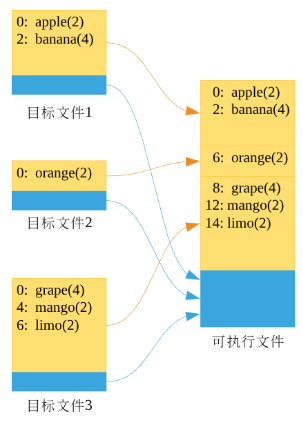 0: apple(2)
2: banana(4)
目标文件1
0: orange(2)
目标文件2
0: grape(4)
4: mango(2)
6: limo(2)
目标文件3
0: apple(2)
2: banana(4)
6: orange(2)
8: grape(4)
12: mango(2)
14: limo(2)
可执行文件